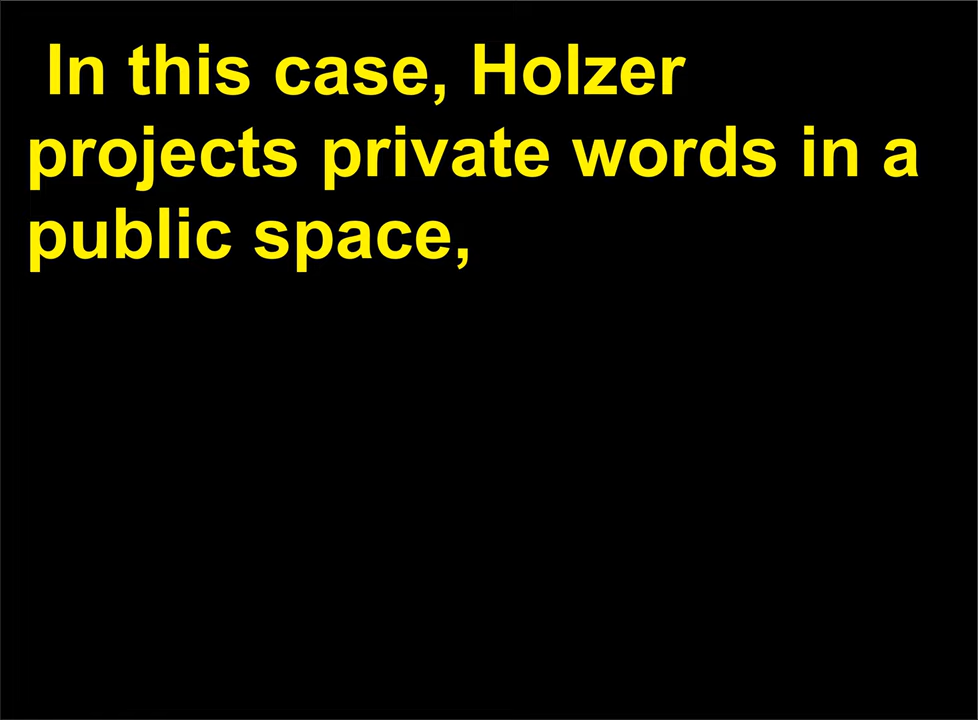 In this case, Holzer
projects private words in a
public space,